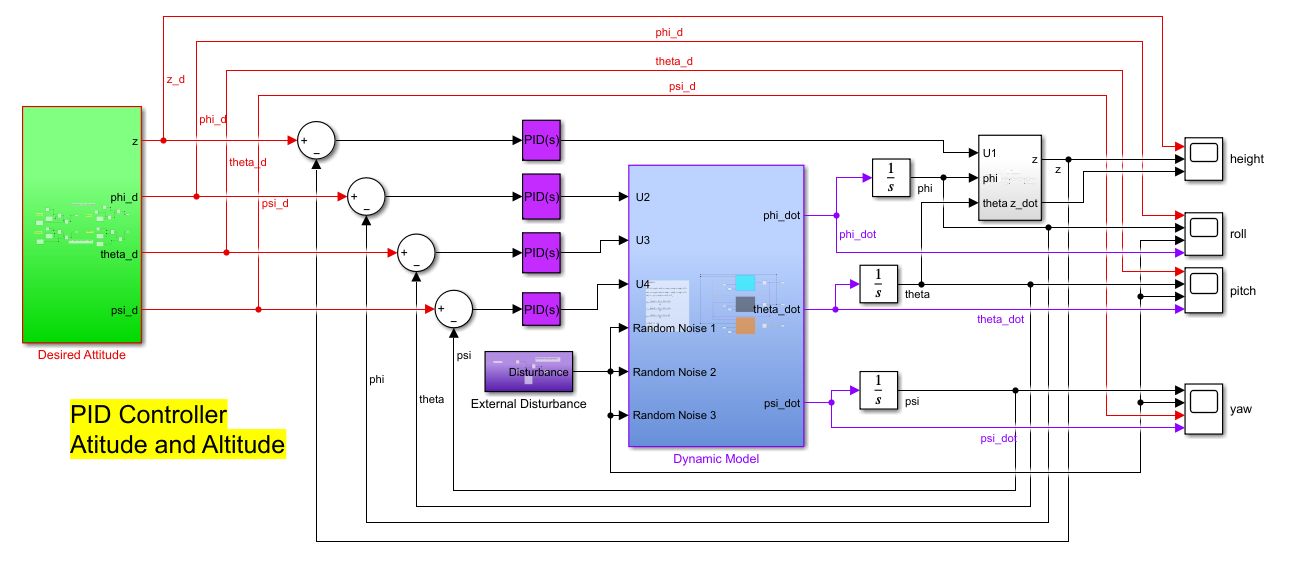 phi_d
theta_d
z_d
psi_d
phi_d
z
+
−
PID(s)
U1
z
z
height
theta_d
phi
1
s
phi
phi_d
psi_d
+
−
PID(s)
U2
theta z_dot
phi_dot
phi_dot
roll
theta_d
+
−
PID(s)
U3
U4
1
s
theta
pitch
psi_d
+
−
PID(s)
theta_dot
theta_dot
Random Noise 1
Desired Attitude
psi
Disturbance
Random Noise 2
phi
theta
External Disturbance
1
s
psi
psi_dot
yaw
Random Noise 3
psi_dot
PID Controller
Atitude and Altitude
Dynamic Model